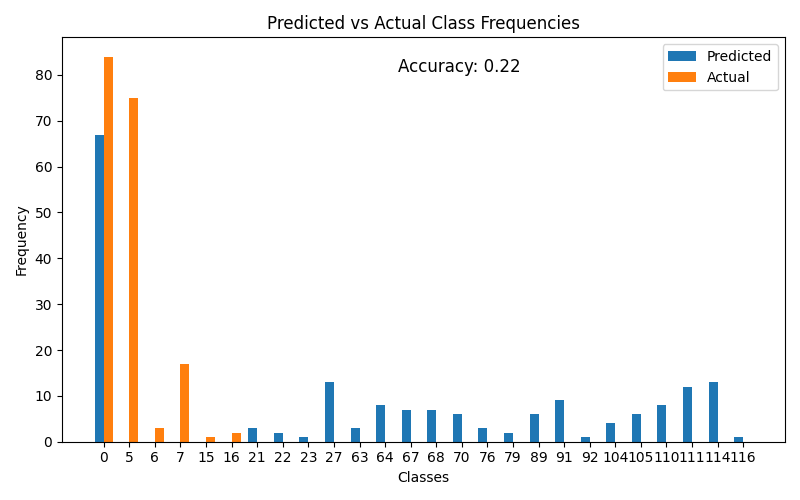 Predicted vs Actual Class Frequencies
Accuracy: 0.22
Predicted
Actual
Frequency
80
70
60
50
40
30
20
10
0
0 5 6 7 15 16 21 22 23 27 63 64 67 68 70 76 79 89 91 92 104 105 110 111 114 116
Classes